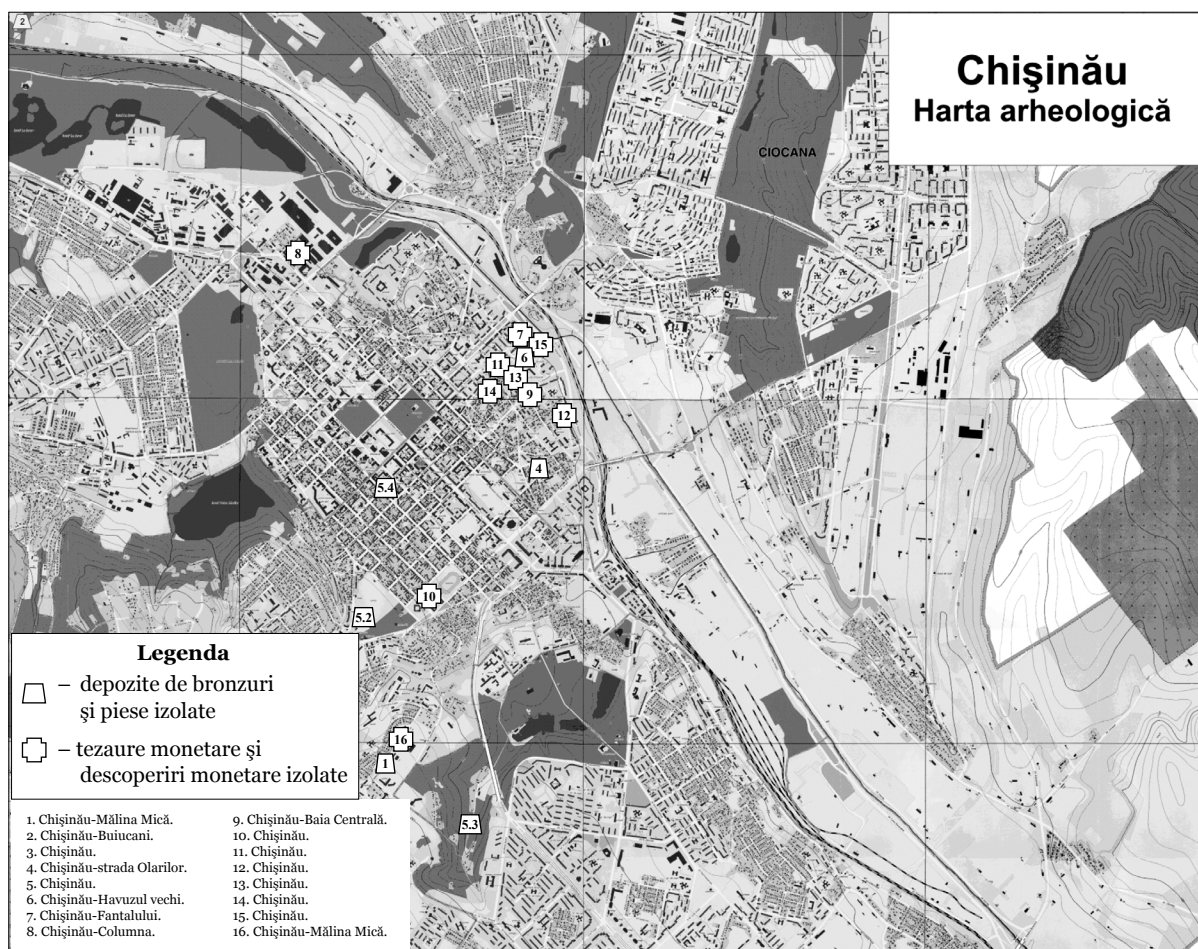 2
Chişinău
Harta arheologică
CIOCANA
8
7
15
6
11
13
14
9
12
4
5.4
10
5.2
16
1
5.3
Legenda
– depozite de bronzuri
şi piese izolate
– tezaure monetare şi
descoperiri monetare izolate
1. Chişinău-Mălina Mică.
2. Chişinău-Buiucani.
3. Chişinău.
4. Chişinău-strada Olarilor.
5. Chişinău.
6. Chişinău-Havuzul vechi.
7. Chişinău-Fantalului.
8. Chişinău-Columna.
9. Chişinău-Baia Centrală.
10. Chişinău.
11. Chişinău.
12. Chişinău.
13. Chişinău.
14. Chişinău.
15. Chişinău.
16. Chişinău-Mălina Mică.